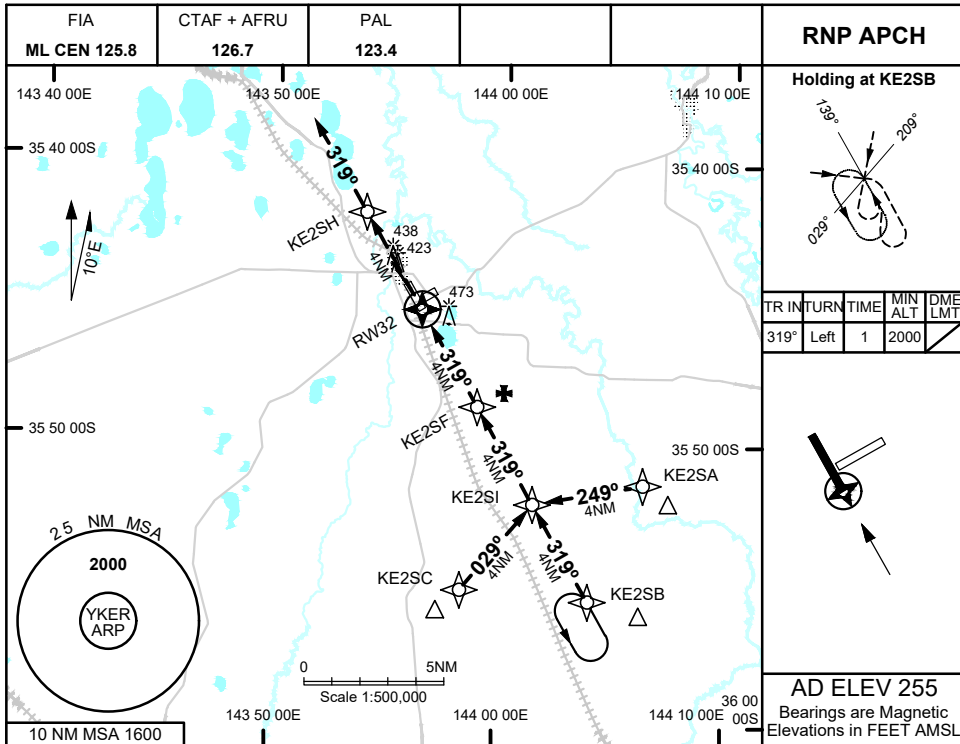 FIA
CTAF + AFRU
PAL
ML CEN 125.8
126.7
123.4
RNP APCH
143 40 00E
143 50 00E
144 00 00E
144 10 00E
Holding at KE2SB
139°
209°
029°
TR IN TURN TIME MIN ALT DME LMT
319° Left 1 2000
35 40 00S
35 40 00S
319°
KE2SH
438
423
4NM
10°E
473
RW32
319°
4NM
KE2SF
35 50 00S
35 50 00S
319°
4NM
KE2SI
KE2SA
249°
4NM
25 NM MSA
2000
YKER
ARP
029°
4NM
KE2SC
319°
4NM
KE2SB
0 5NM
Scale 1:500,000
143 50 00E
144 00 00E
144 10 00E
36 00
00S
10 NM MSA 1600
AD ELEV 255
Bearings are Magnetic
Elevations in FEET AMSL